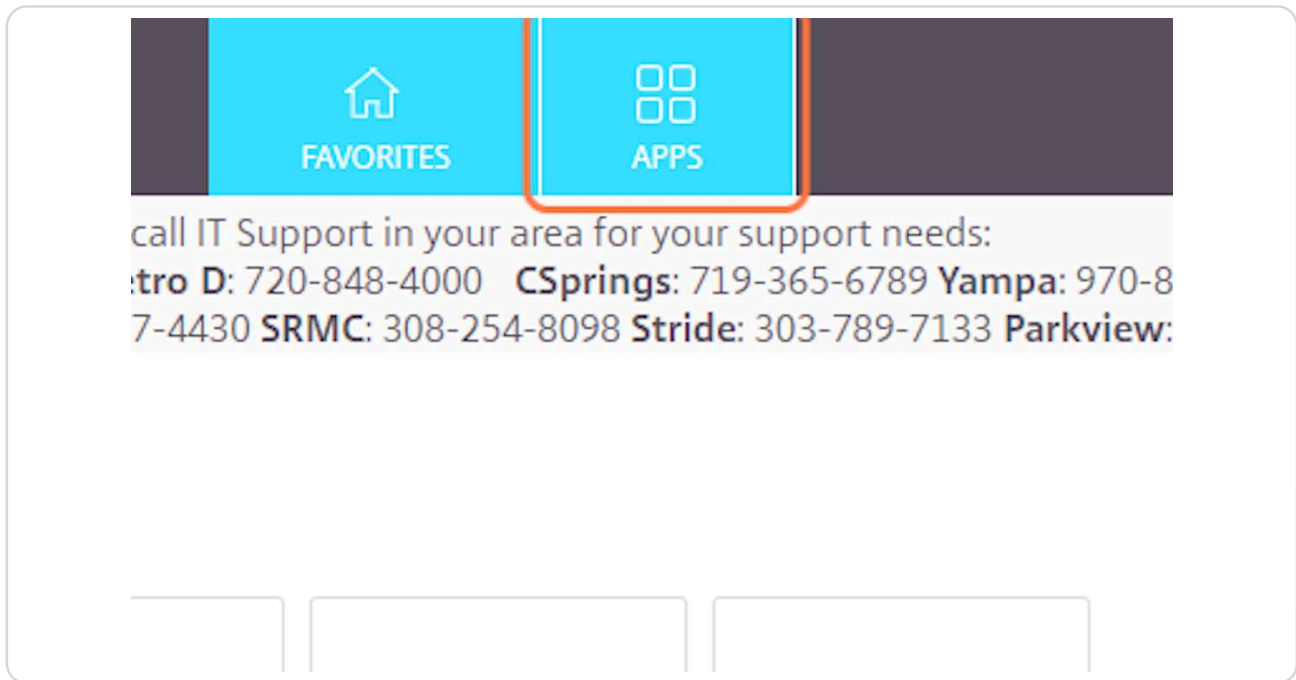 FAVORITES APPS
call IT Support in your area for your support needs:
etro D: 720-848-4000 CSprings: 719-365-6789 Yampa: 970-8
7-4430 SRMC: 308-254-8098 Stride: 303-789-7133 Parkview: